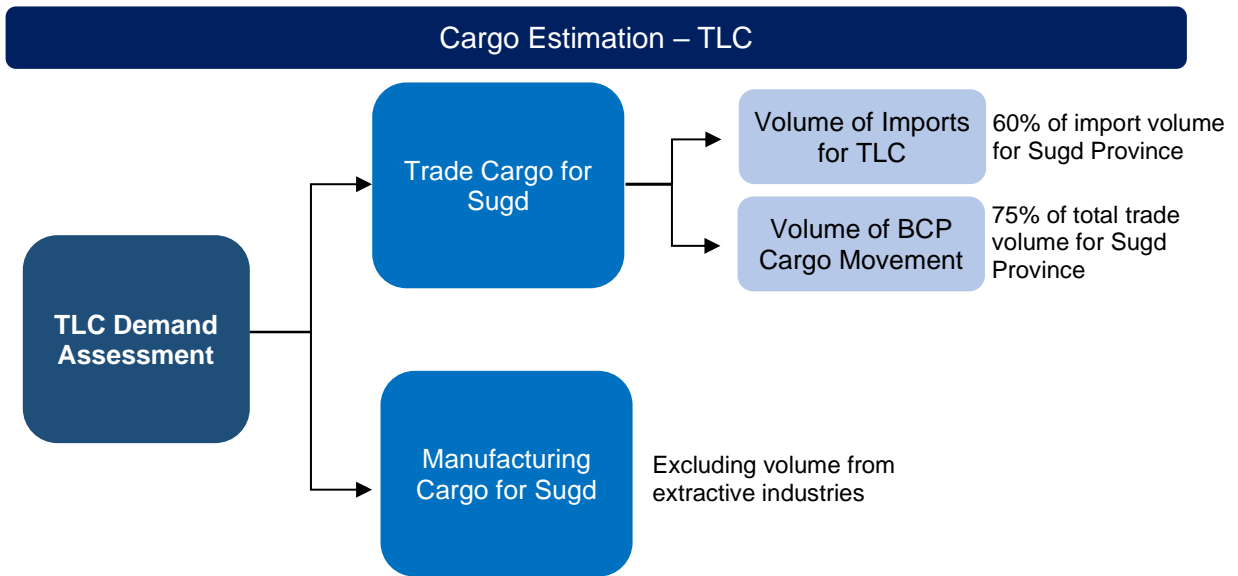 Cargo Estimation – TLC
TLC Demand
Assessment
Trade Cargo for
Sugd
Volume of Imports
for TLC
60% of import volume
for Sugd Province
Volume of BCP
Cargo Movement
75% of total trade
volume for Sugd
Province
Manufacturing
Cargo for Sugd
Excluding volume from
extractive industries